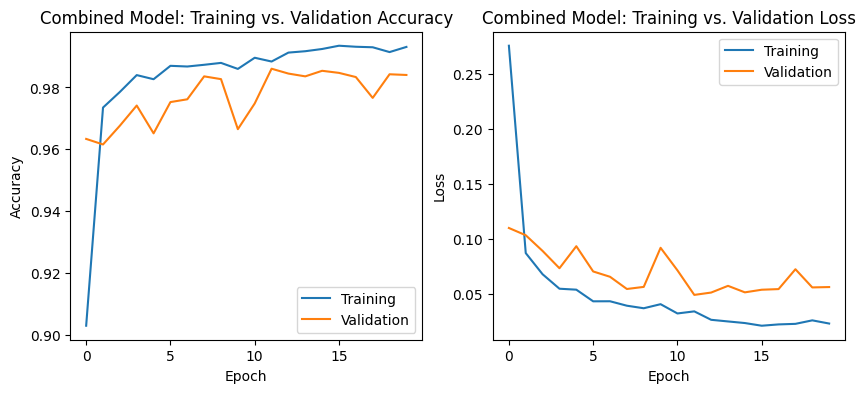 Combined Model: Training vs. Validation Accuracy
0.98
0.96
0.94
0.92
0.90
Accuracy
0
5
10
15
Epoch
Training
Validation
Combined Model: Training vs. Validation Loss
0.25
0.20
0.15
0.10
0.05
Loss
0
5
10
15
Epoch
Training
Validation